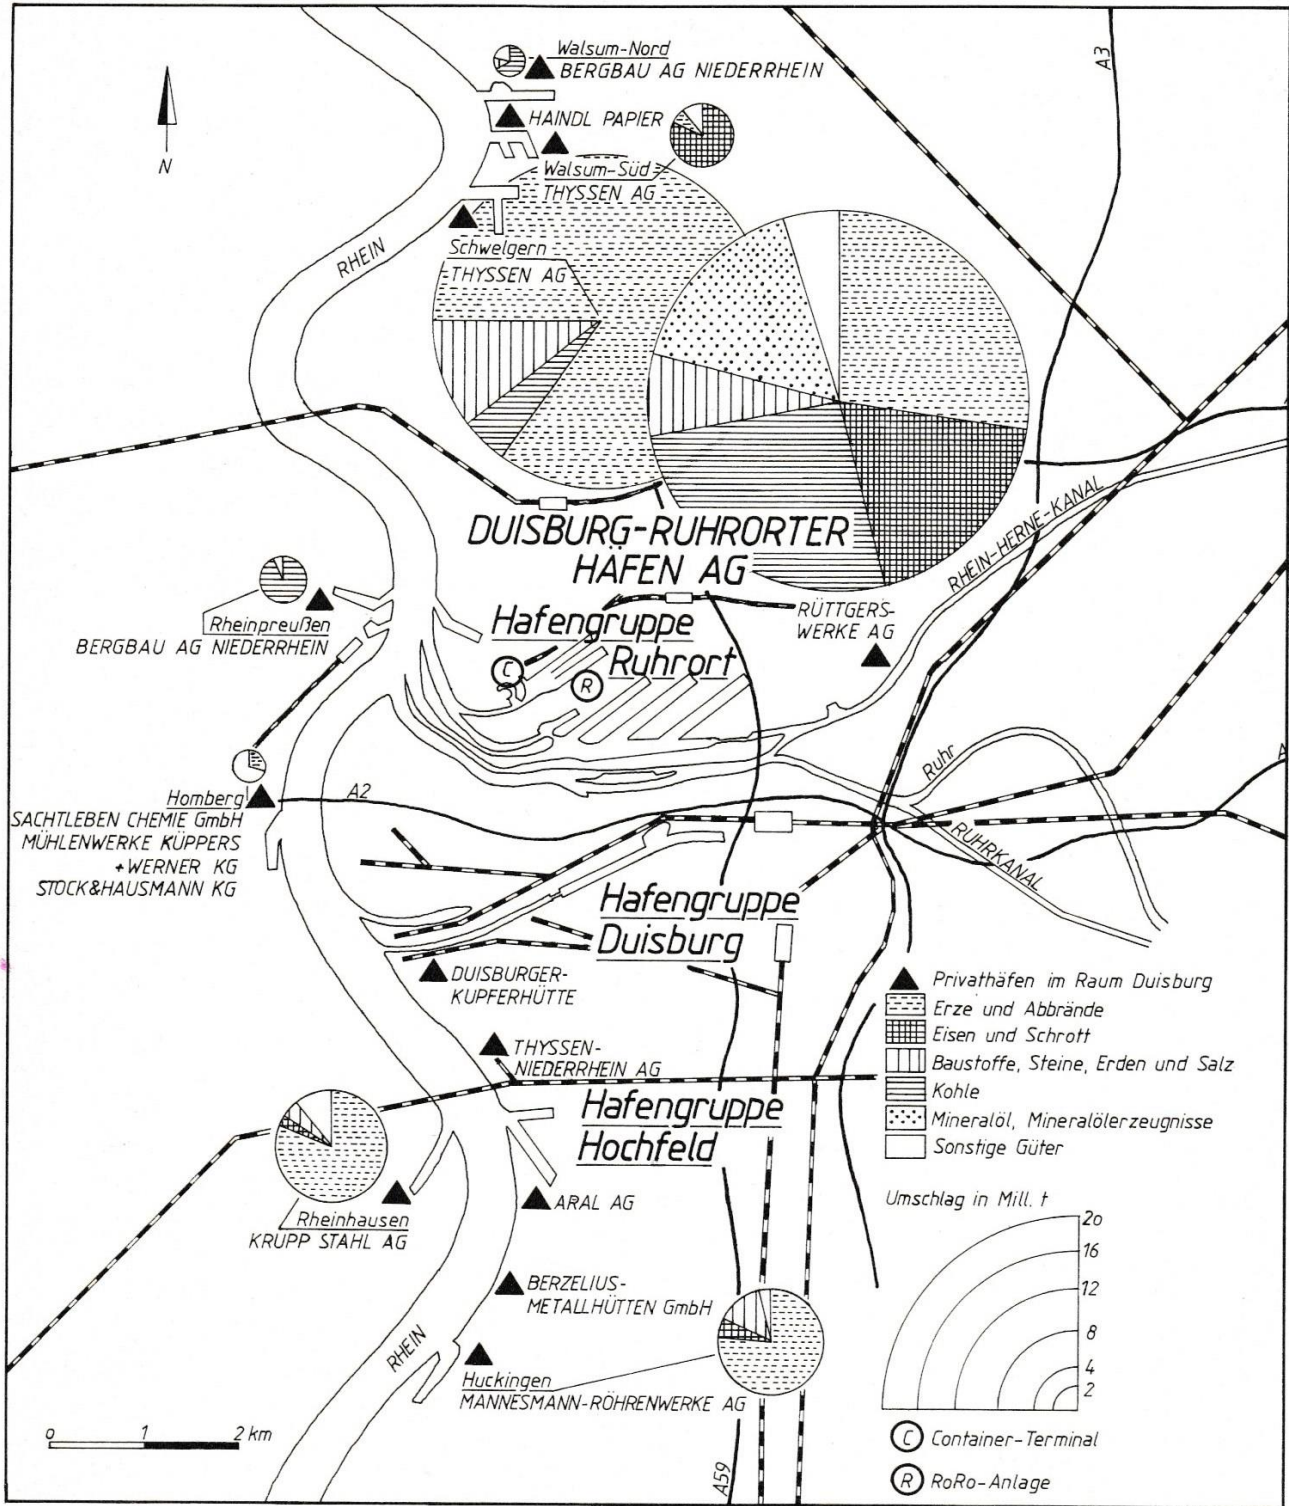 Walsum-Nord
BERGBAU AG NIEDERRHEIN
HAINDL PAPIER
Walsum-Süd
THYSSEN AG
Schwelgern
THYSSEN AG
N
RHEIN
A3
DUISBURG-RUHRORTER
HÄFEN AG
RHEIN-HERNE-KANAL
Hafengruppe
Ruhrort
RÜTTGERS-
WERKE AG
Rheinpreußen
BERGBAU AG NIEDERRHEIN
C
R
Ruhr
A
RUHRKANAL
A2
Homberg
SACHTLEBEN CHEMIE GmbH
MÜHLENWERKE KÜPPERS
+WERNER KG
STOCK&HAUSMANN KG
Hafengruppe
Duisburg
DUISBURGER-
KUPFERHÜTTE
THYSSEN-
NIEDERRHEIN AG
Hafengruppe
Hochfeld
Rheinhausen
KRUPP STAHL AG
ARAL AG
BERZELIUS-
METALLHÜTTEN GmbH
RHEIN
Huckingen
MANNESMANN-RÖHRENWERKE AG
A59
Privathäfen im Raum Duisburg
Erze und Abbrände
Eisen und Schrott
Baustoffe, Steine, Erden und Salz
Kohle
Mineralöl, Mineralölerzeugnisse
Sonstige Güter
Umschlag in Mill. t
20
16
12
8
4
2
C Container-Terminal
R RoRo-Anlage
0 1 2 km